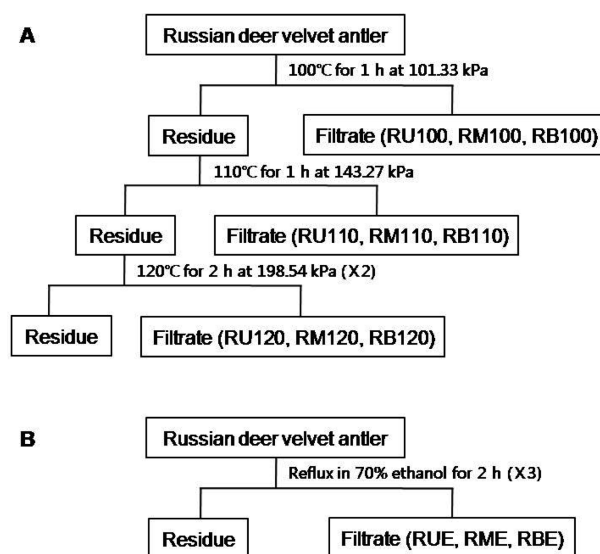 A
Russian deer velvet antler
100℃ for 1 h at 101.33 kPa
Residue
Filtrate (RU100, RM100, RB100)
110℃ for 1 h at 143.27 kPa
Residue
Filtrate (RU110, RM110, RB110)
120℃ for 2 h at 198.54 kPa (X2)
Residue
Filtrate (RU120, RM120, RB120)
B
Russian deer velvet antler
Reflux in 70% ethanol for 2 h (X3)
Residue
Filtrate (RUE, RME, RBE)